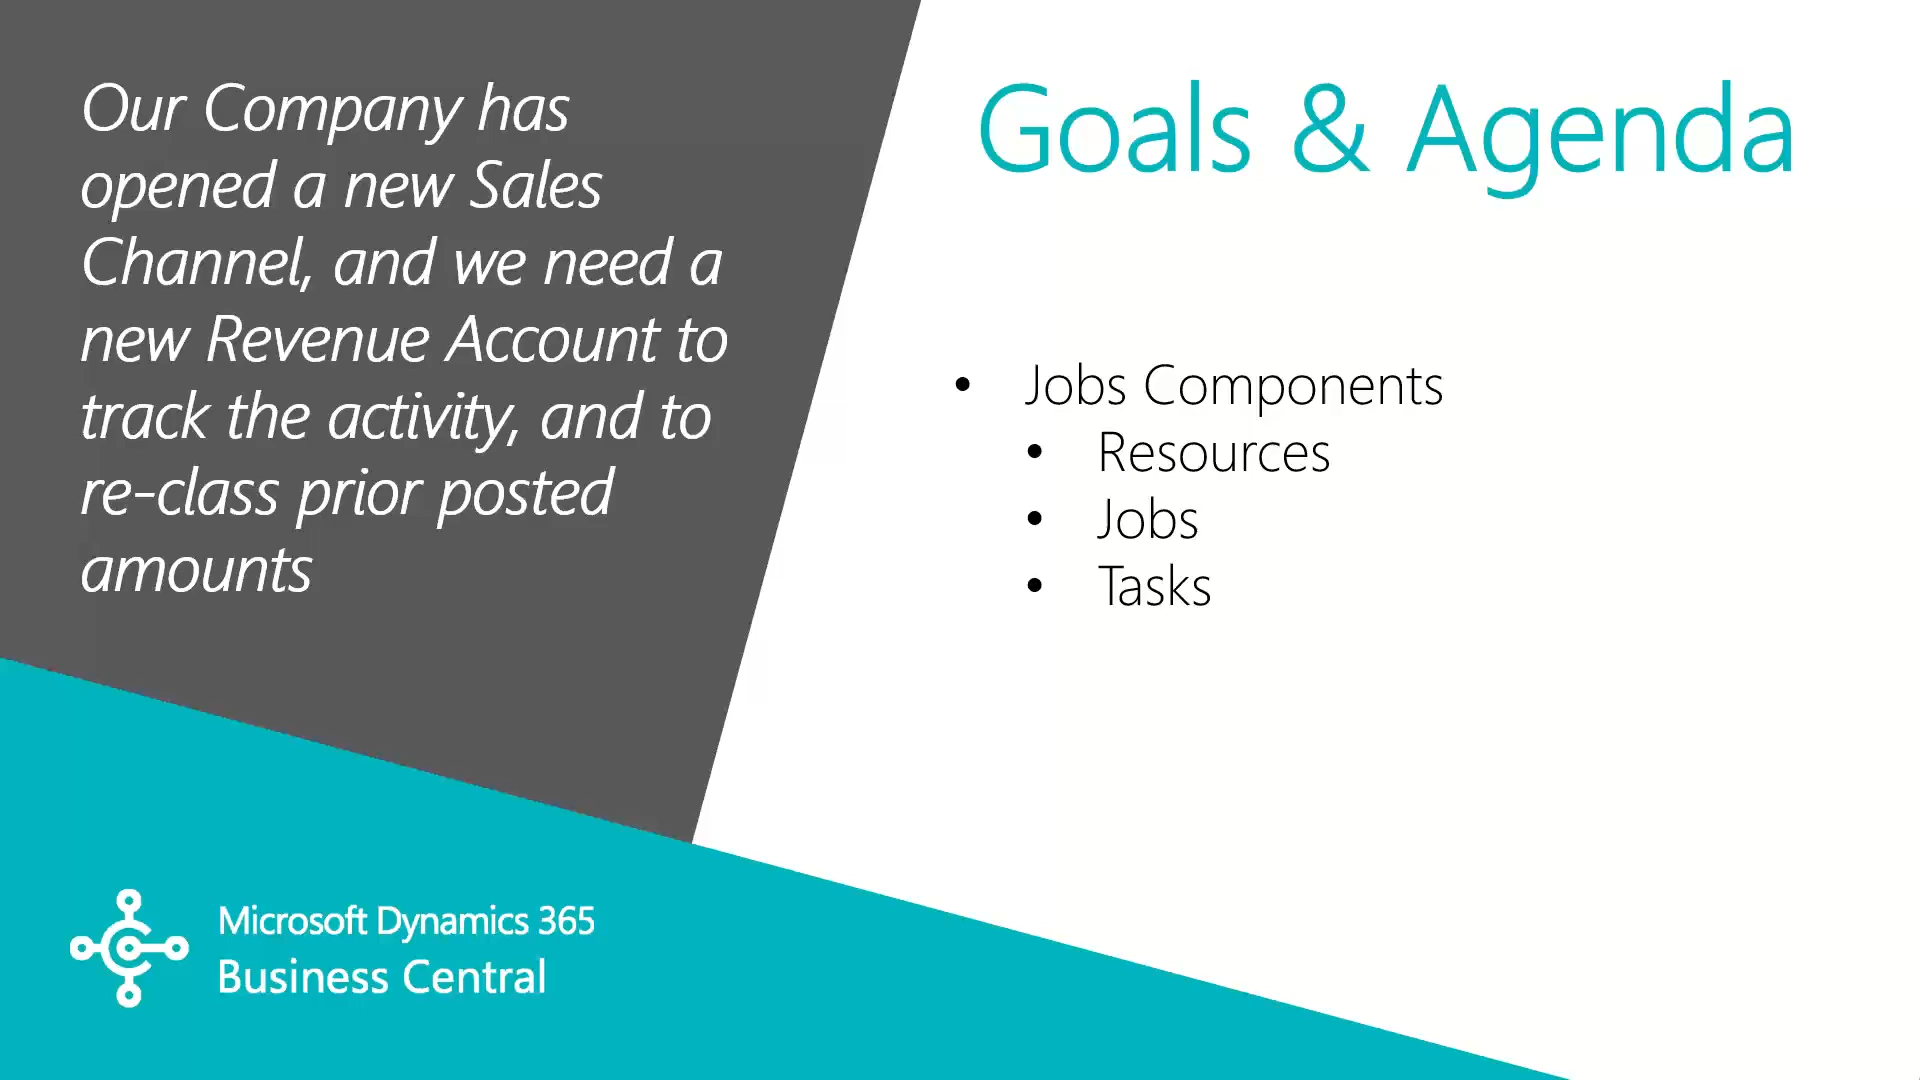 Our Company has
opened a new Sales
Channel, and we need a
new Revenue Account to
track the activity, and to
re-class prior posted
amounts
Goals & Agenda
• Jobs Components
• Resources
• Jobs
• Tasks
Microsoft Dynamics 365
Business Central